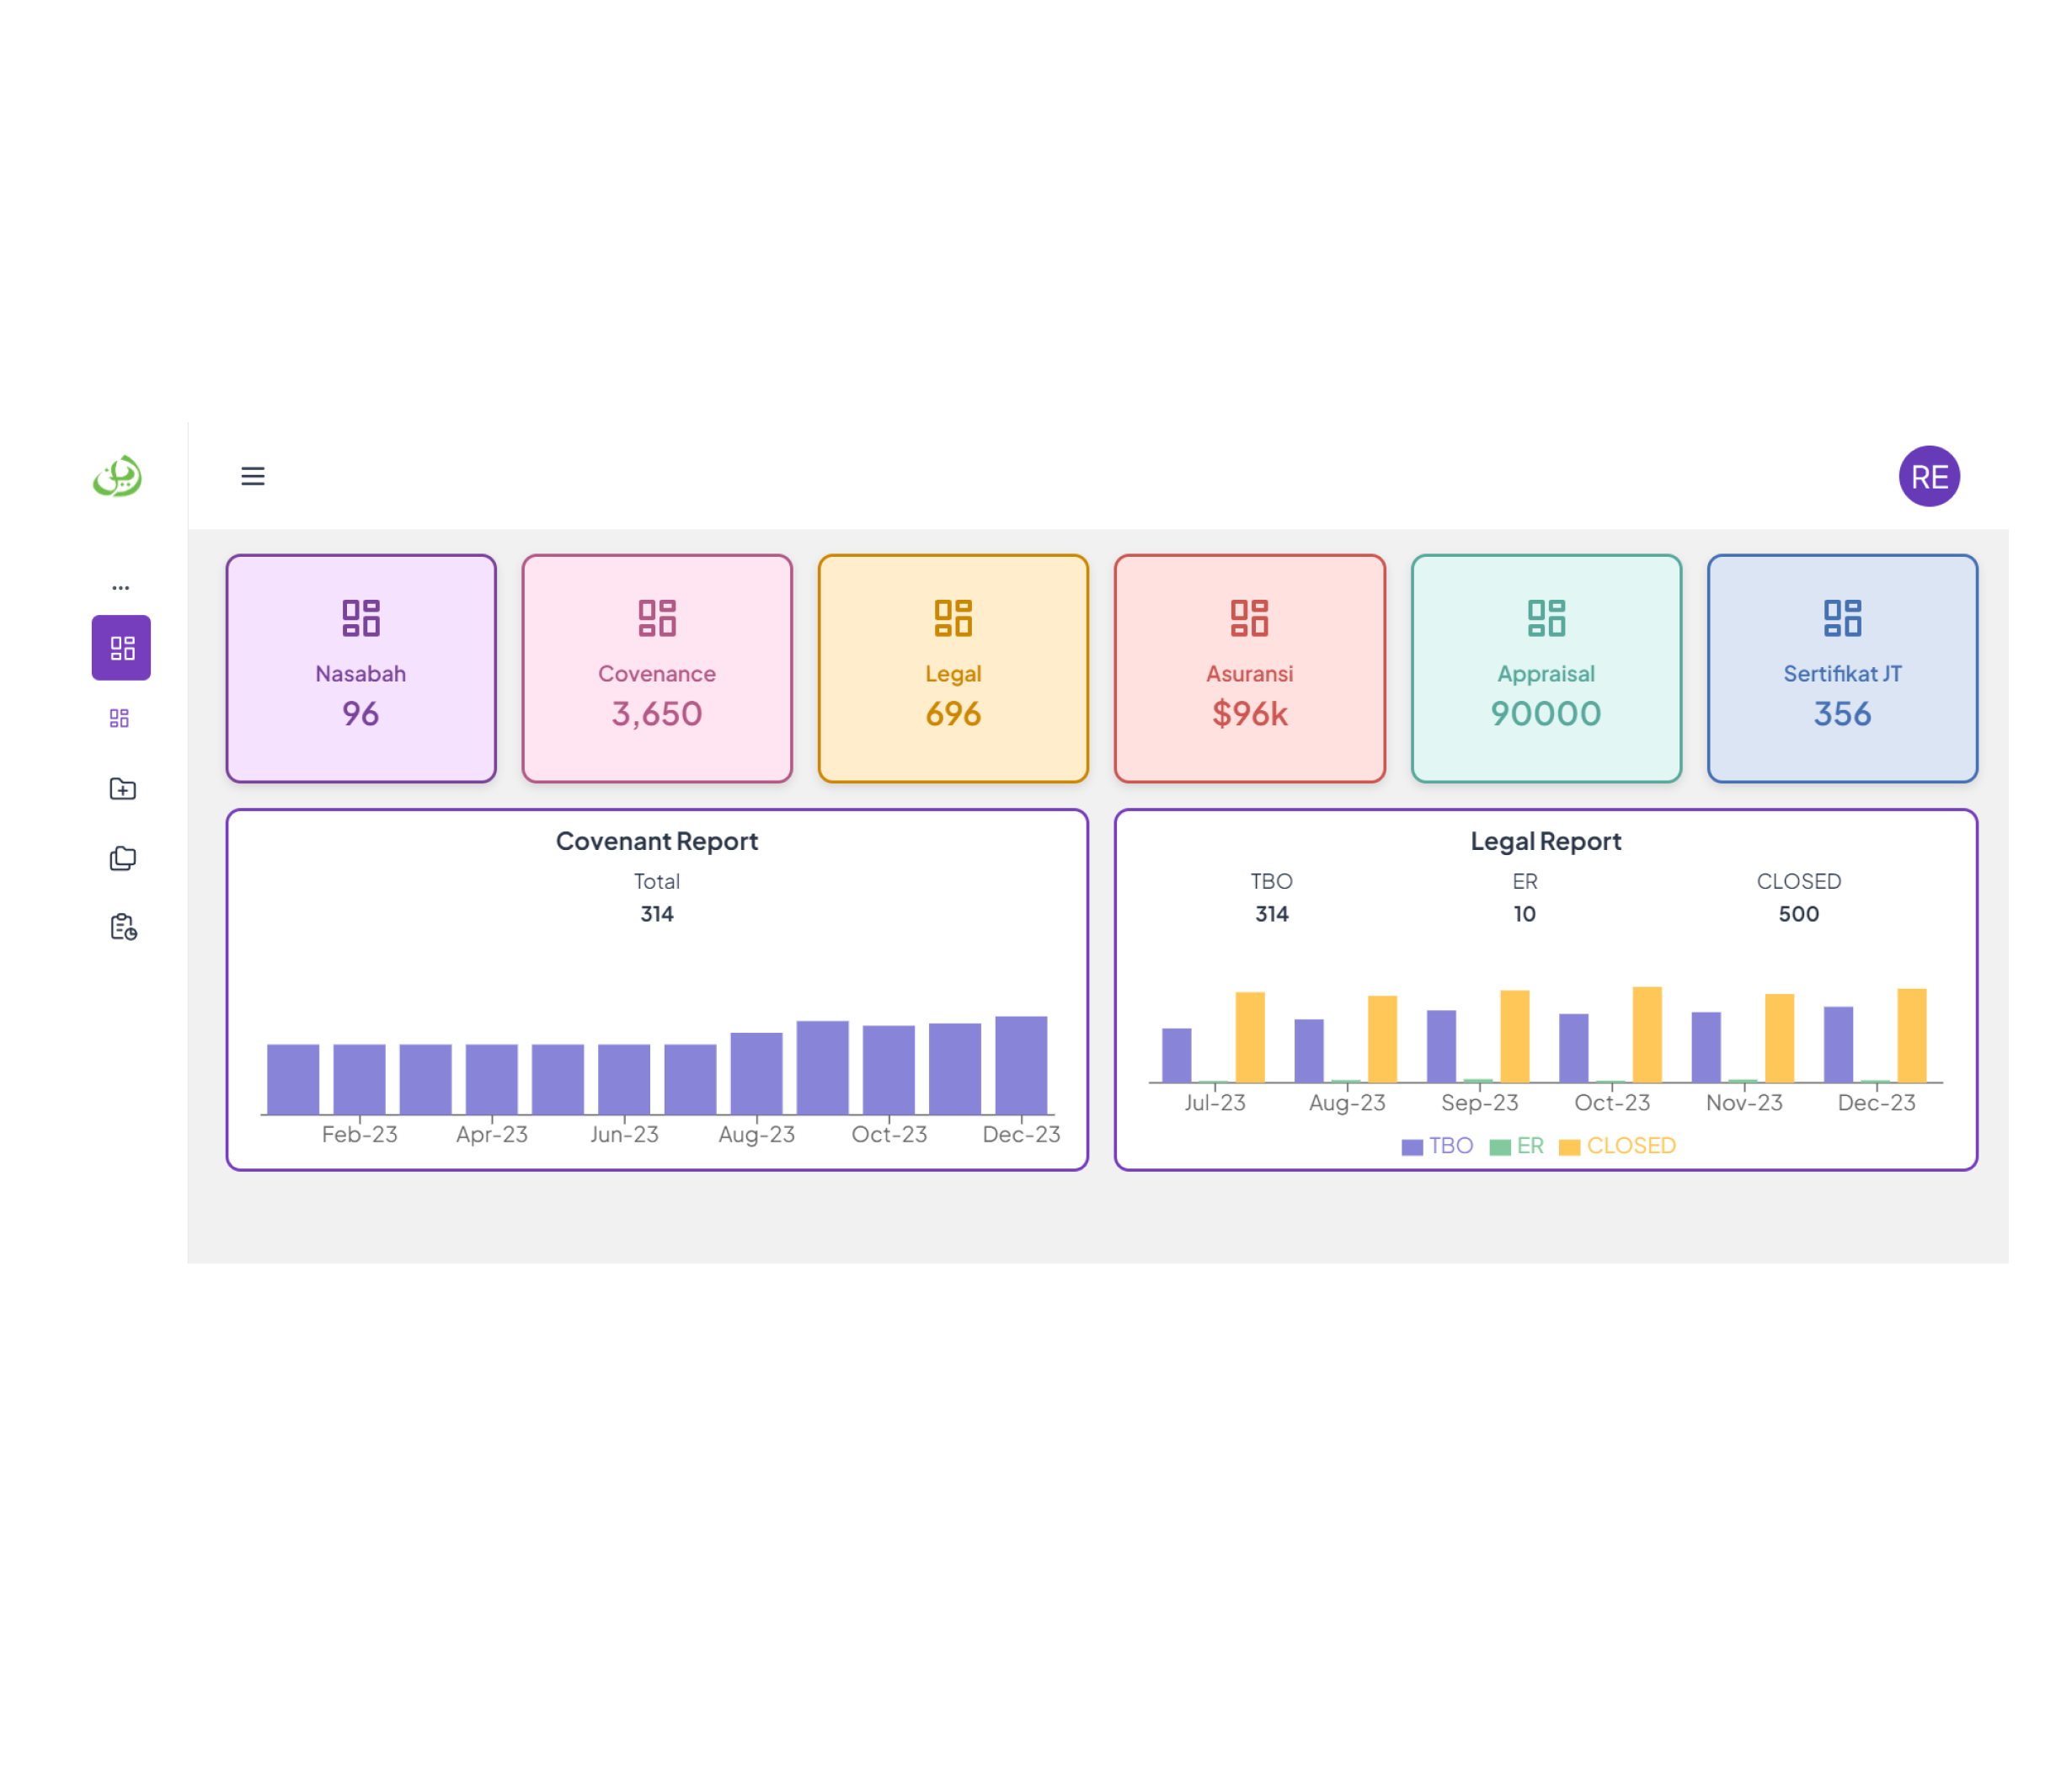 RE
Nasabah
96
Covenance
3,650
Legal
696
Asuransi
$96k
Appraisal
90000
Sertifikat JT
356
Covenant Report
Total
314
Feb-23 Apr-23 Jun-23 Aug-23 Oct-23 Dec-23
Legal Report
TBO ER CLOSED
314 10 500
Jul-23 Aug-23 Sep-23 Oct-23 Nov-23 Dec-23
TBO ER CLOSED